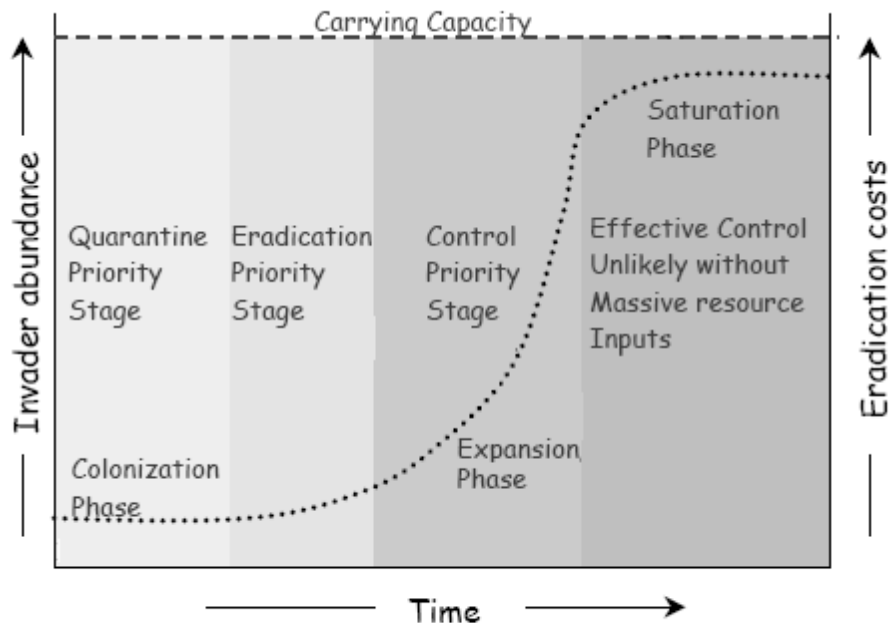 Carrying Capacity
Invader abundance
Eradication costs
Quarantine
Priority
Stage
Eradication
Priority
Stage
Control
Priority
Stage
Saturation
Phase
Effective Control
Unlikely without
Massive resource
Inputs
Colonization
Phase
Expansion
Phase
Time